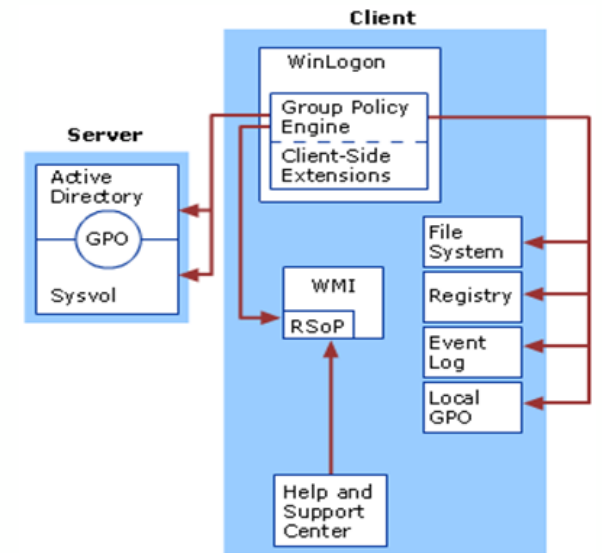 Client
WinLogon
Group Policy
Engine
Client-Side
Extensions
Server
Active
Directory
GPO
Sysvol
File
System
Registry
Event
Log
Local
GPO
WMI
RSoP
Help and
Support
Center